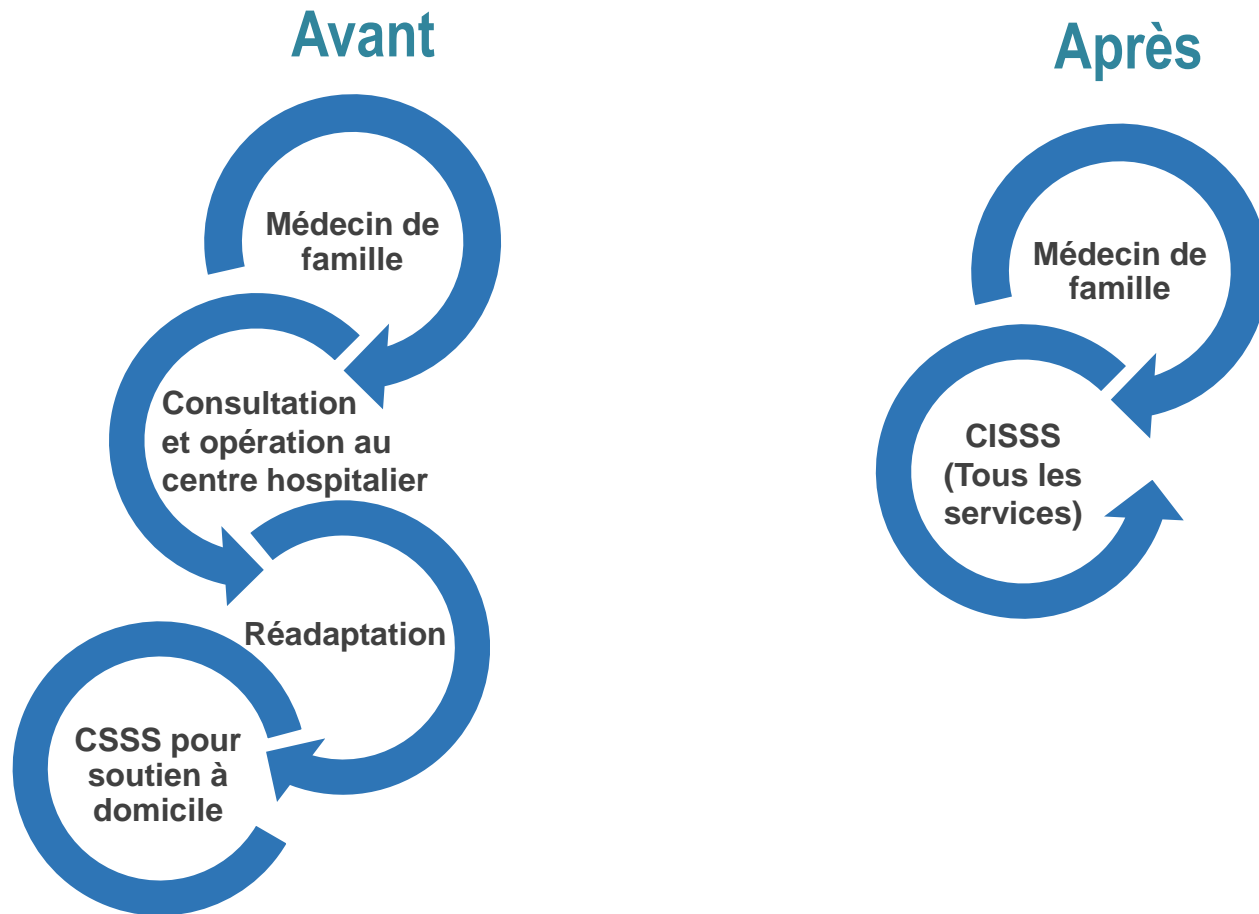 Avant
Médecin de
famille
Consultation
et opération au
centre hospitalier
Réadaptation
CSSS pour
soutien à
domicile
Après
Médecin de
famille
CISSS
(Tous les
services)